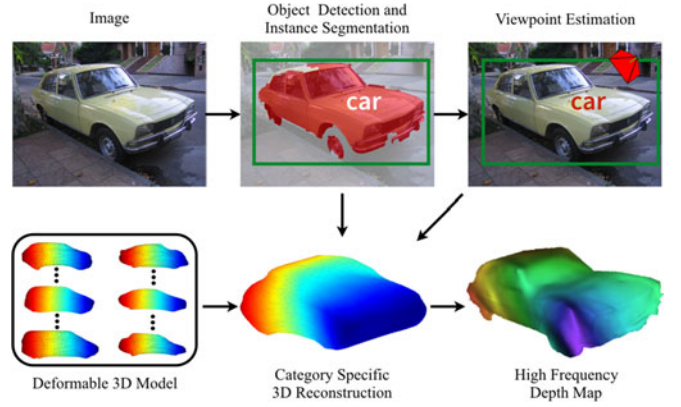 Image
Object Detection and
Instance Segmentation
Viewpoint Estimation
car
car
Deformable 3D Model
Category Specific
3D Reconstruction
High Frequency
Depth Map